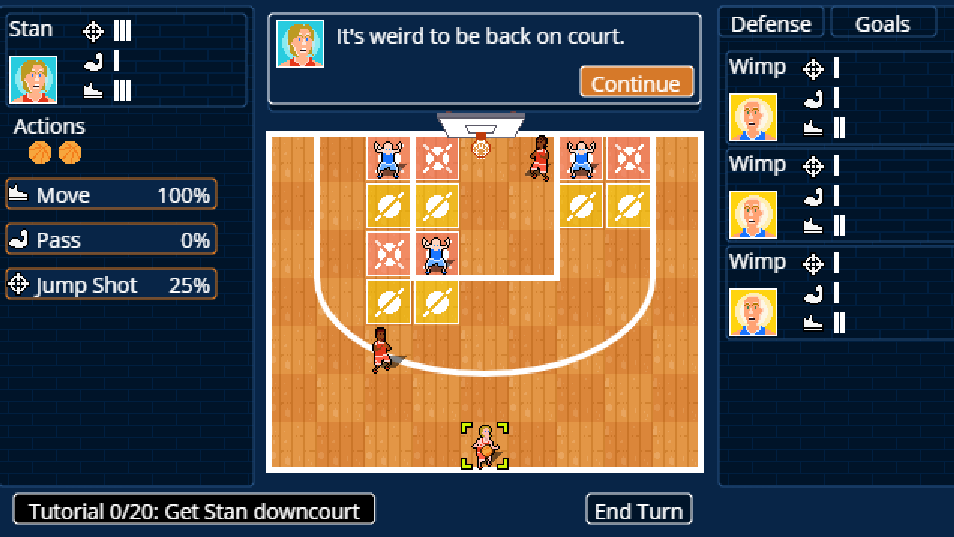 Stan
Actions
Move 100%
Pass 0%
Jump Shot 25%
It's weird to be back on court.
Continue
Defense Goals
Wimp
Wimp
Wimp
Tutorial 0/20: Get Stan downcourt
End Turn